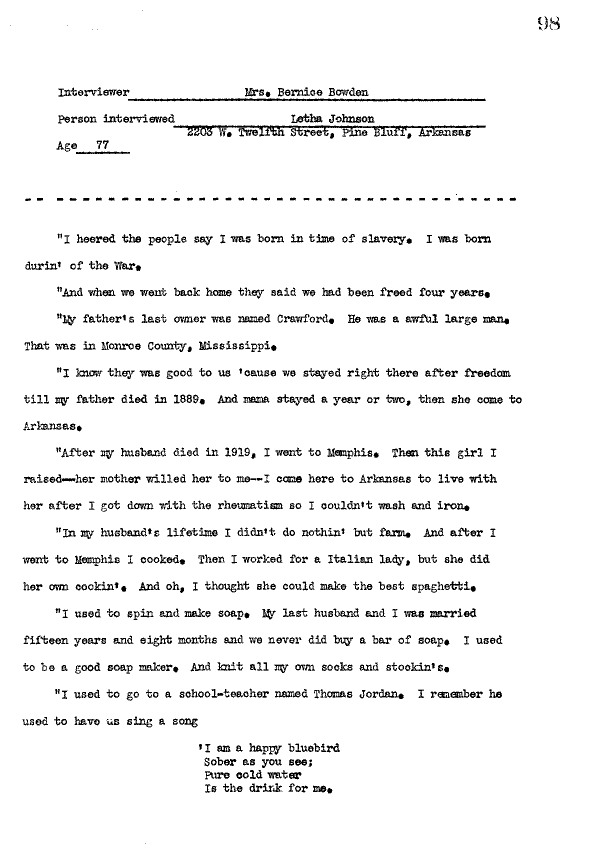 98
Interviewer Mrs. Bernice Bowden
Person interviewed Letha Johnson
2203 W. Twelfth Street, Pine Bluff, Arkansas
Age 77
"I heered the people say I was born in time of slavery. I was born
durin' of the War.
"And when we went back home they said we had been freed four years.
"My father's last owner was named Crawford. He was a awful large man.
That was in Monroe County, Mississippi.
"I know they was good to us 'cause we stayed right there after freedom
till my father died in 1889. And mama stayed a year or two, then she come to
Arkansas.
"After my husband died in 1919, I went to Memphis. Then this girl I
raised—her mother willed her to me--I come here to Arkansas to live with
her after I got down with the rheumatism so I couldn't wash and iron.
"In my husband's lifetime I didn't do nothin' but farm. And after I
went to Memphis I cooked. Then I worked for a Italian lady, but she did
her own cookin'. And oh, I thought she could make the best spaghetti.
"I used to spin and make soap. My last husband and I was married
fifteen years and eight months and we never did buy a bar of soap. I used
to be a good soap maker. And knit all my own socks and stockin's.
"I used to go to a school-teacher named Thomas Jordan. I remember he
used to have us sing a song
'I am a happy bluebird
Sober as you see;
Pure cold water
Is the drink for me.